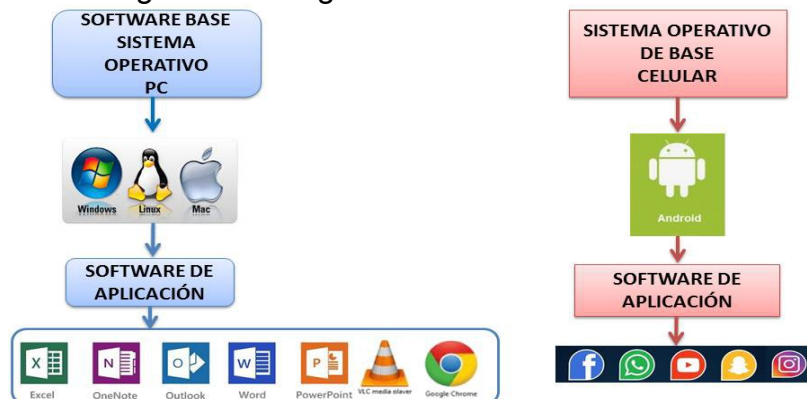 SOFTWARE BASE
SISTEMA
OPERATIVO
PC
Windows Linux Mac
SOFTWARE DE
APLICACIÓN
Excel OneNote Outlook Word PowerPoint VLC media player Google Chrome
SISTEMA OPERATIVO
DE BASE
CELULAR
Android
SOFTWARE DE
APLICACIÓN